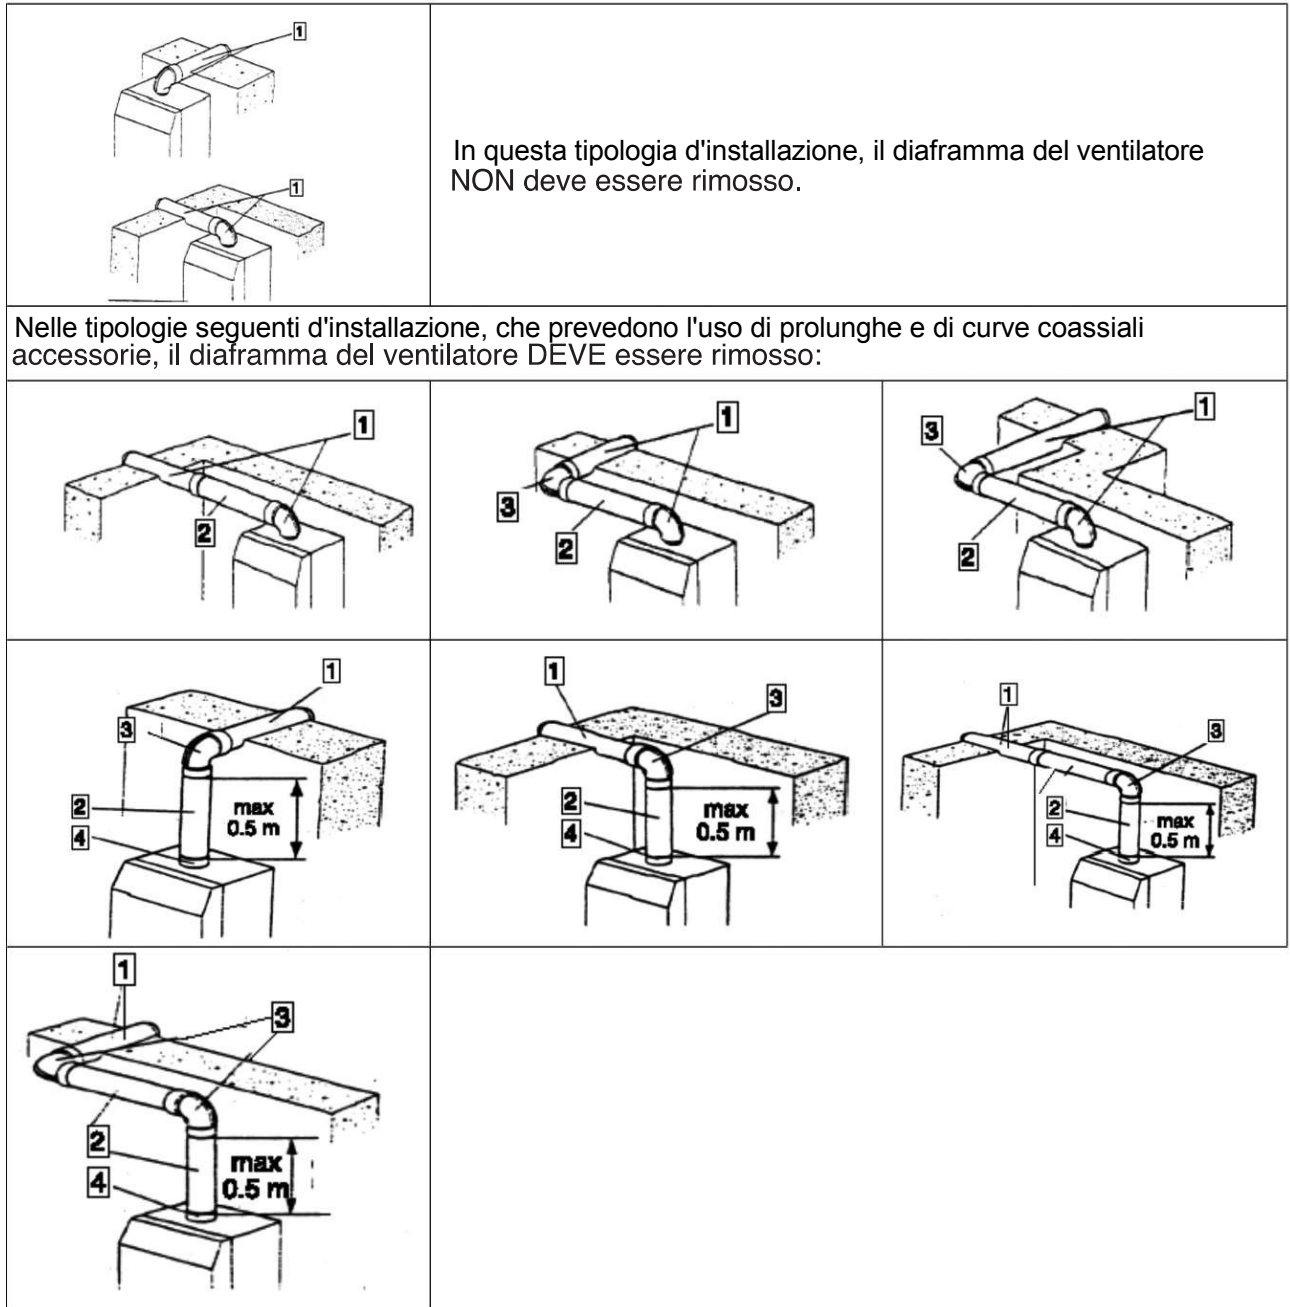 1
1
In questa tipologia d'installazione, il diaframma del ventilatore
NON deve essere rimosso.
Nelle tipologie seguenti d'installazione, che prevedono l'uso di prolunghe e di curve coassiali
accessorie, il diaframma del ventilatore DEVE essere rimosso:
1
2
1
3
2
1
3
2
1
3
2
4
max
0.5 m
1
3
2
4
max
0.5 m
1
3
2
4
max
0.5 m
1
3
2
4
max
0.5 m